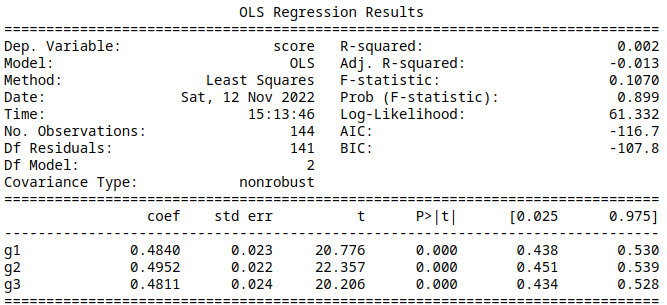 OLS Regression Results
==============================================================================
Dep. Variable: score R-squared: 0.002
Model: OLS Adj. R-squared: -0.013
Method: Least Squares F-statistic: 0.1070
Date: Sat, 12 Nov 2022 Prob (F-statistic): 0.899
Time: 15:13:46 Log-Likelihood: 61.332
No. Observations: 144 AIC: -116.7
Df Residuals: 141 BIC: -107.8
Df Model: 2
Covariance Type: nonrobust
==============================================================================
coef std err t P>|t| [0.025 0.975]
------------------------------------------------------------------------------
g1 0.4840 0.023 20.776 0.000 0.438 0.530
g2 0.4952 0.022 22.357 0.000 0.451 0.539
g3 0.4811 0.024 20.206 0.000 0.434 0.528
==============================================================================